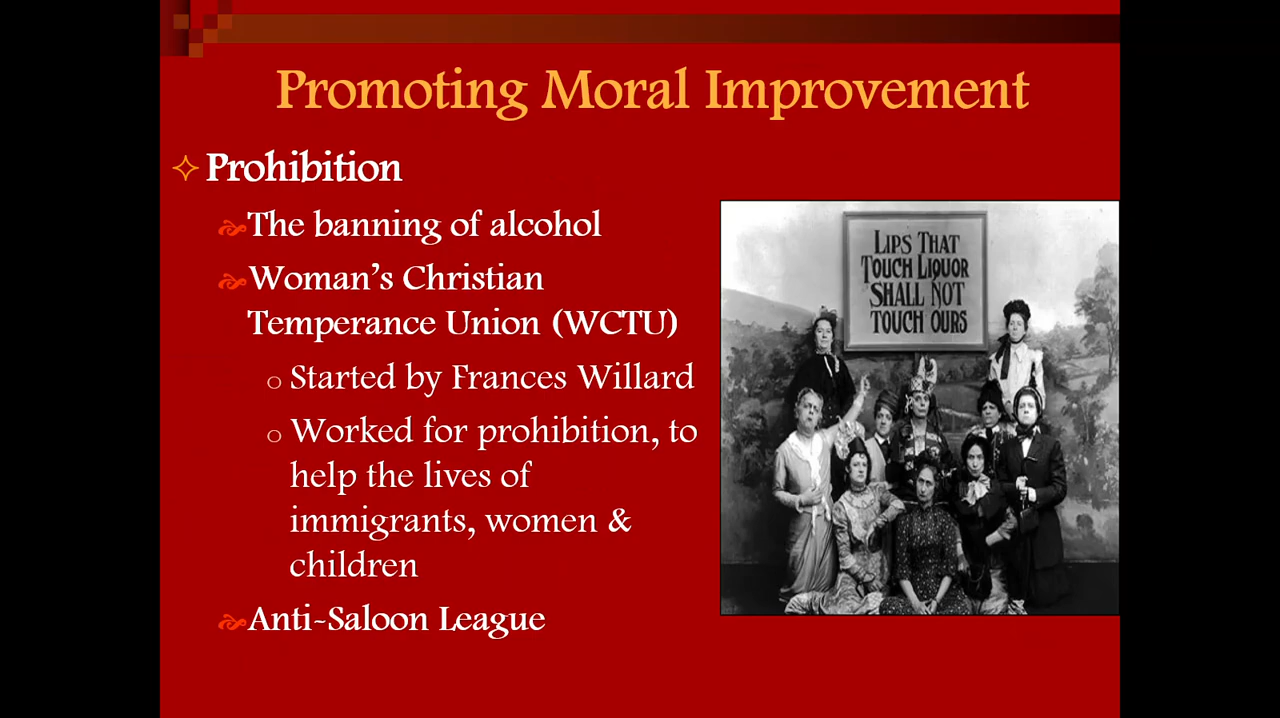 Promoting Moral Improvement
Prohibition
The banning of alcohol
Woman's Christian
Temperance Union (WCTU)
Started by Frances Willard
Worked for prohibition, to
help the lives of
immigrants, women &
children
Anti-Saloon League
LIPS THAT
TOUCH LIQUOR
SHALL NOT
TOUCH OURS